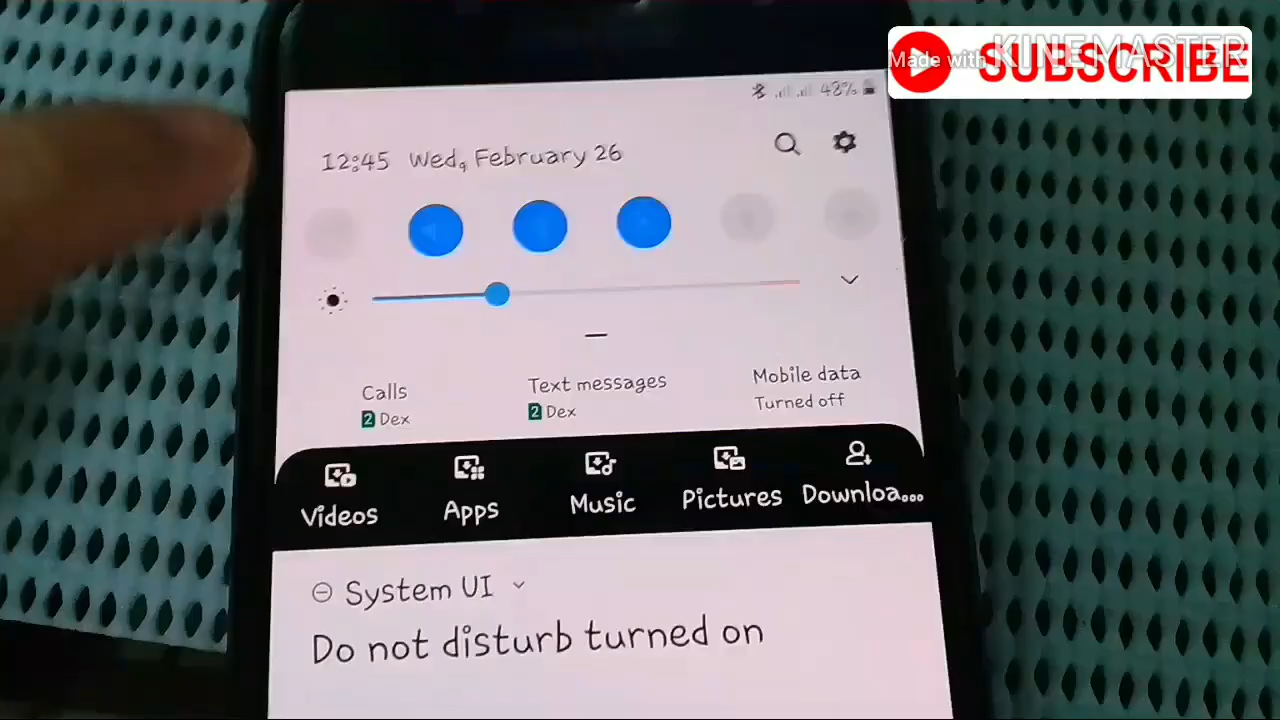 Made with KINEMASTER
SUBSCRIBE
48%
12:45 Wed, February 26
Calls
2 Dex
Text messages
2 Dex
Mobile data
Turned off
Videos
Apps
Music
Pictures
Downloa...
System UI
Do not disturb turned on